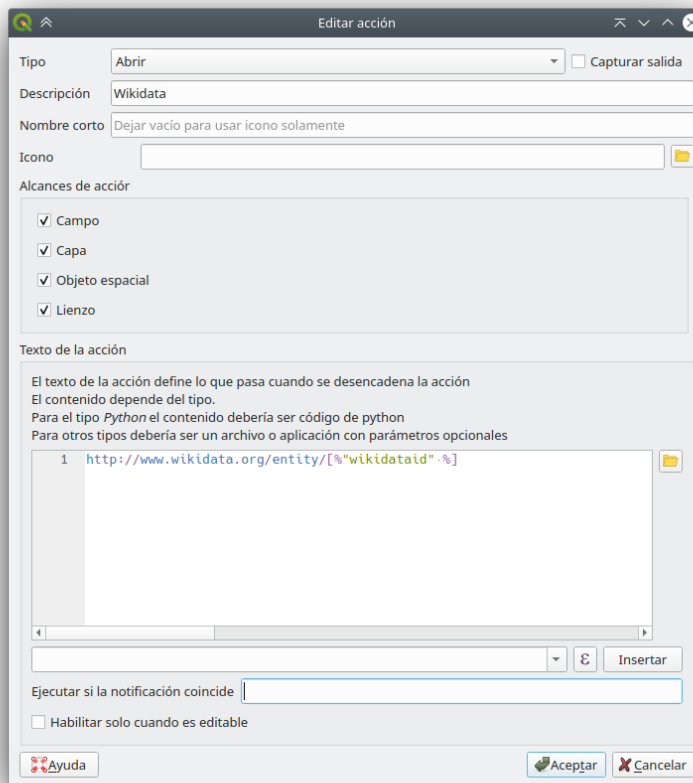 Editar acción
Tipo Abrir Capturar salida
Descripción Wikidata
Nombre corto Dejar vacío para usar icono solamente
Icono
Alcances de acciór
Campo
Capa
Objeto espacial
Lienzo
Texto de la acción
El texto de la acción define lo que pasa cuando se desencadena la acción
El contenido depende del tipo.
Para el tipo Python el contenido debería ser código de python
Para otros tipos debería ser un archivo o aplicación con parámetros opcionales
1 http://www.wikidata.org/entity/[%"wikidataid"·%]
ε Insertar
Ejecutar si la notificación coincide
Habilitar solo cuando es editable
Ayuda Aceptar Cancelar